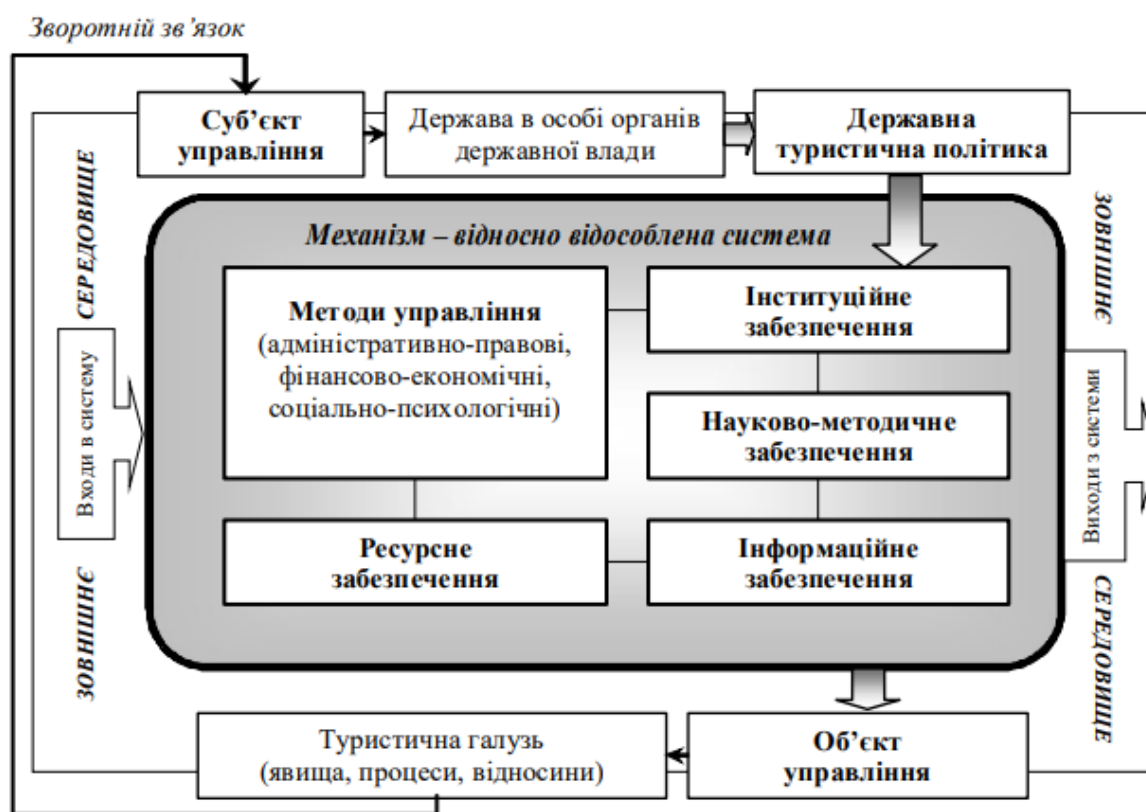 Зворотній зв’язок
Суб’єкт
управління
Держава в особі органів
державної влади
Державна
туристична політика
СЕРЕДОВИЩЕ
ЗОВНІШНЄ
Механізм – відносно відособлена система
Методи управління
(адміністративно-правові,
фінансово-економічні,
соціально-психологічні)
Інституційне
забезпечення
Науково-методичне
забезпечення
Ресурсне
забезпечення
Інформаційне
забезпечення
Входи в систему
Виходи з системи
ЗОВНІШНЄ
СЕРЕДОВИЩЕ
Туристична галузь
(явища, процеси, відносини)
Об’єкт
управління